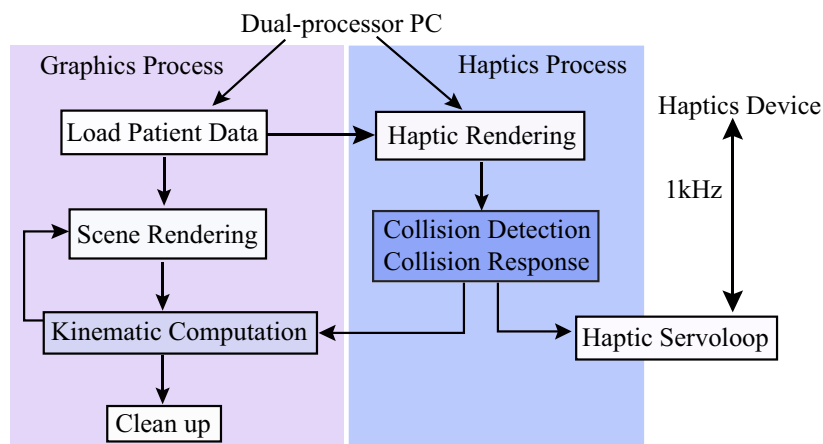 Dual-processor PC
Graphics Process
Haptics Process
Load Patient Data
Haptic Rendering
Haptics Device
1kHz
Scene Rendering
Collision Detection
Collision Response
Kinematic Computation
Haptic Servoloop
Clean up